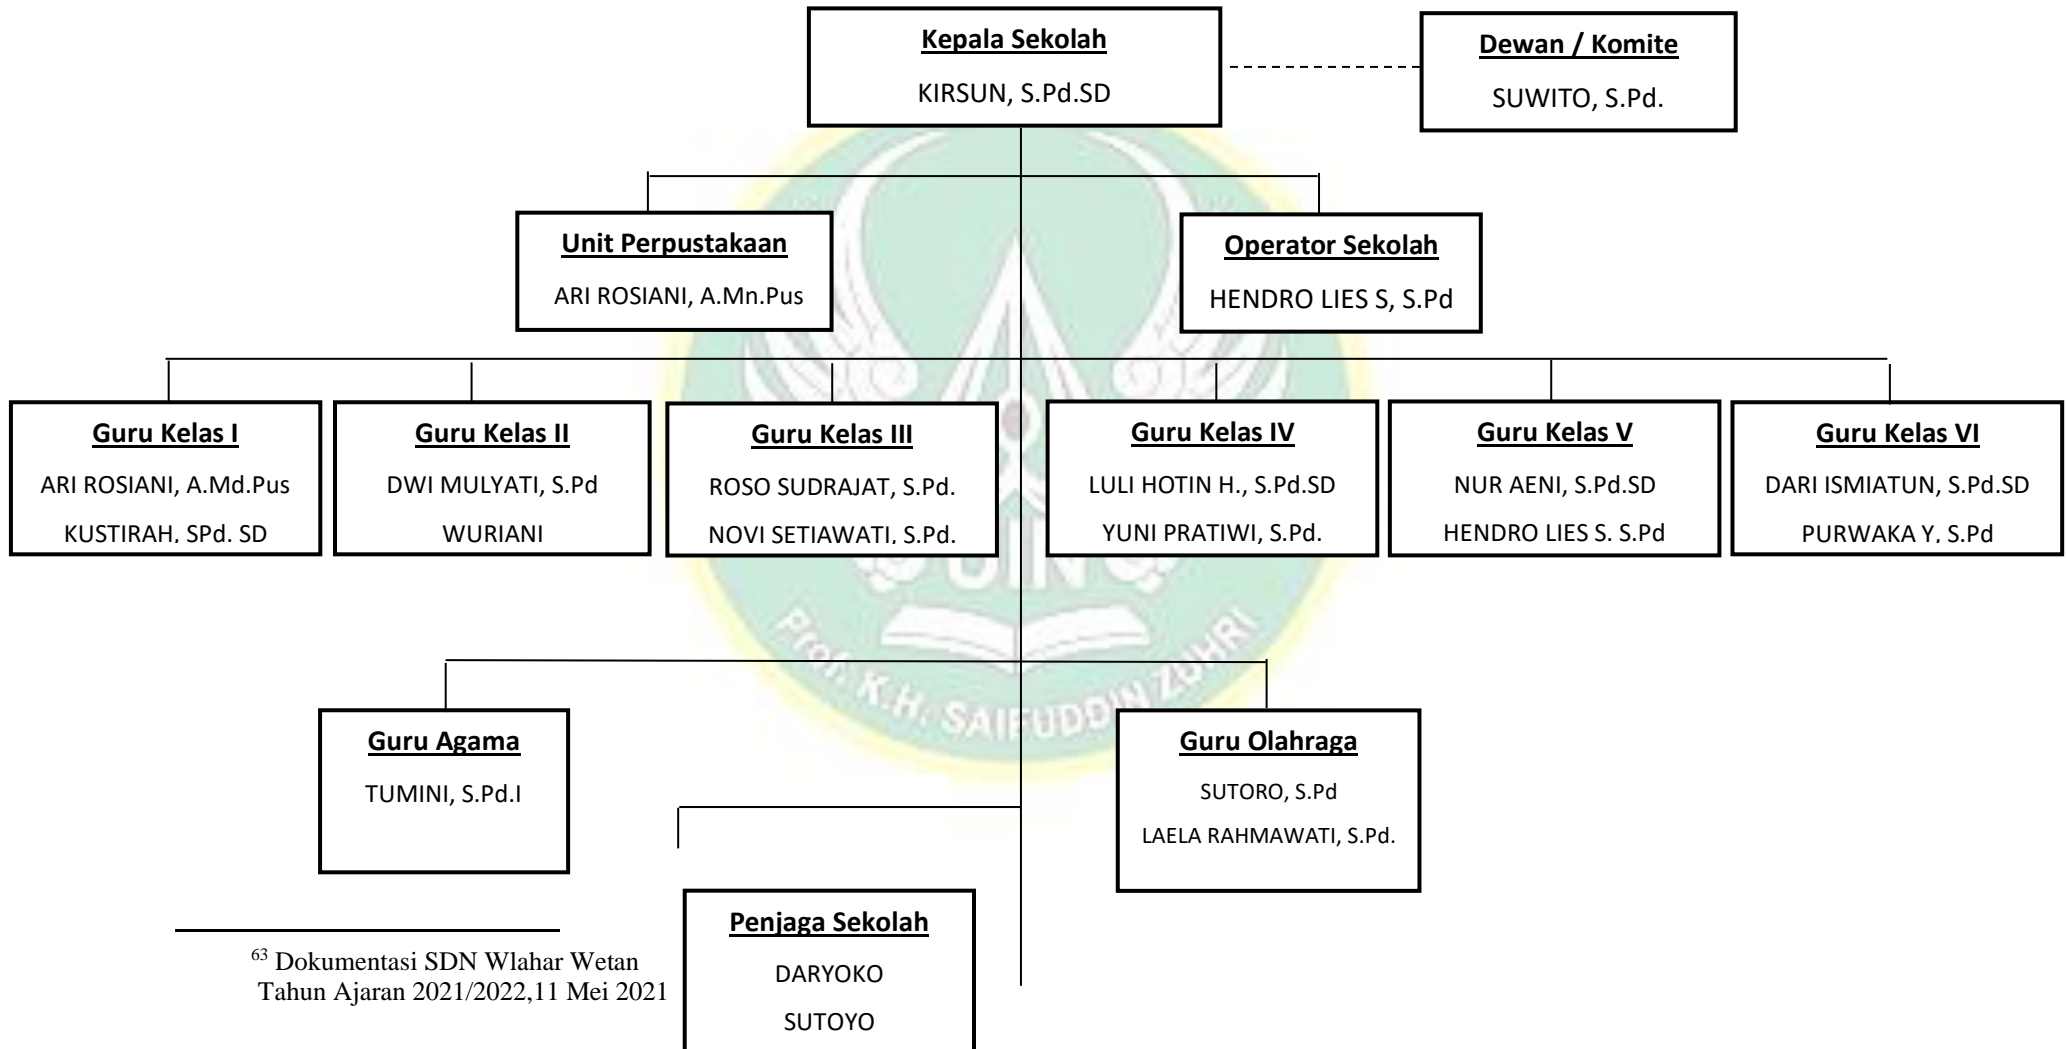 Kepala Sekolah
KIRSUN, S.Pd.SD
Dewan / Komite
SUWITO, S.Pd.
Unit Perpustakaan
ARI ROSIANI, A.Mn.Pus
Operator Sekolah
HENDRO LIES S, S.Pd
Guru Kelas I
ARI ROSIANI, A.Md.Pus
KUSTIRAH, SPd. SD
Guru Kelas II
DWI MULYATI, S.Pd
WURIANI
Guru Kelas III
ROSO SUDRAJAT, S.Pd.
NOVI SETIAWATI, S.Pd.
Guru Kelas IV
LULI HOTIN H., S.Pd.SD
YUNI PRATIWI, S.Pd.
Guru Kelas V
NUR AENI, S.Pd.SD
HENDRO LIES S. S.Pd
Guru Kelas VI
DARI ISMIATUN, S.Pd.SD
PURWAKA Y, S.Pd
UIN
Prof. K.H. SAIFUDDIN ZUHRI
Guru Agama
TUMINI, S.Pd.I
Guru Olahraga
SUTORO, S.Pd
LAELA RAHMAWATI, S.Pd.
Penjaga Sekolah
DARYOKO
SUTOYO
63 Dokumentasi SDN Wlahar Wetan
Tahun Ajaran 2021/2022,11 Mei 2021